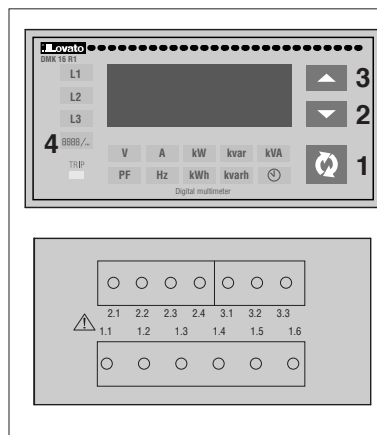 Lovato
DMK 16 R1
L1
L2
L3
4 8888/...
TRIP
3
2
1
V A kW kvar kVA
PF Hz kWh kvarh
Digital multimeter
2.1 2.2 2.3 2.4 3.1 3.2 3.3
1.1 1.2 1.3 1.4 1.5 1.6